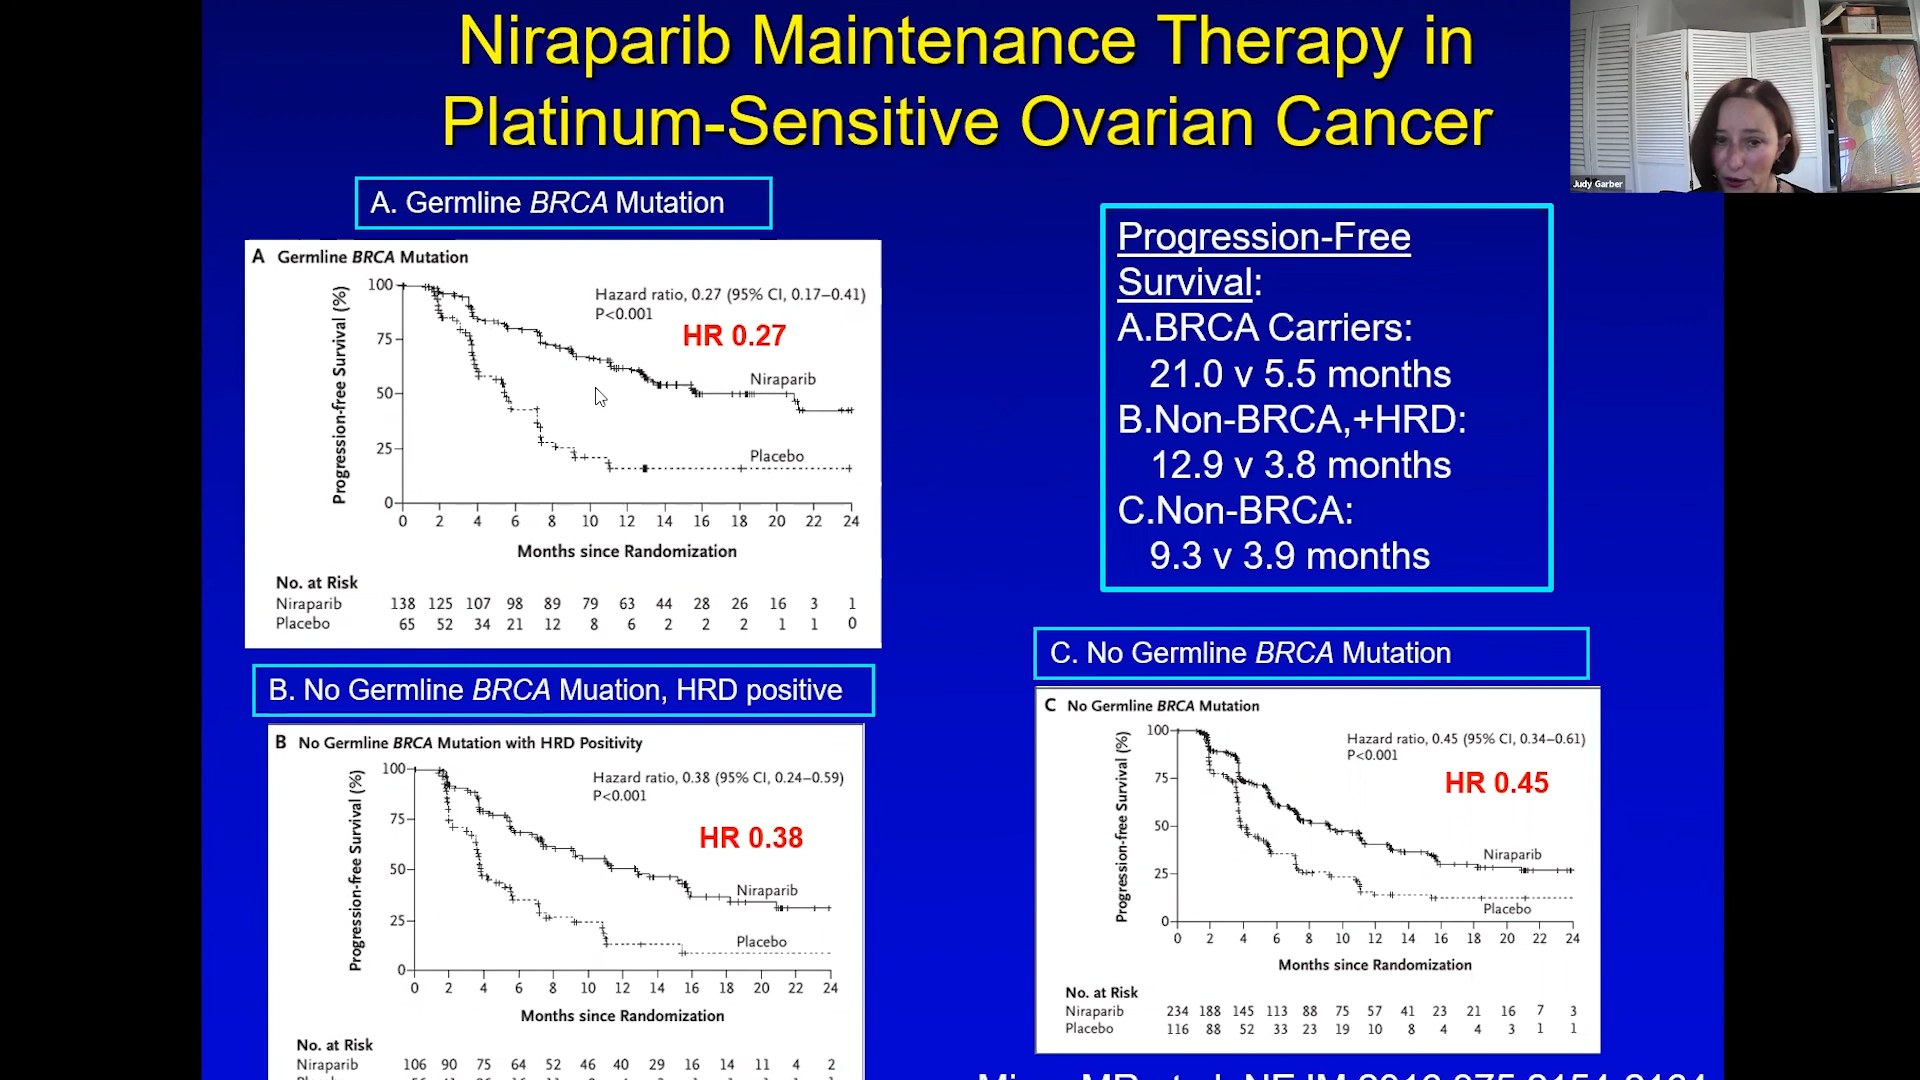 Niraparib Maintenance Therapy in
Platinum-Sensitive Ovarian Cancer
Judy Garber
A. Germline BRCA Mutation
A Germline BRCA Mutation
Progression-free Survival (%)
100
75
50
25
0
Hazard ratio, 0.27 (95% CI, 0.17–0.41)
P<0.001
HR 0.27
Niraparib
Placebo
0 2 4 6 8 10 12 14 16 18 20 22 24
Months since Randomization
No. at Risk
Niraparib 138 125 107 98 89 79 63 44 28 26 16 3 1
Placebo 65 52 34 21 12 8 6 2 2 2 1 1 0
Progression-Free
Survival:
A.BRCA Carriers:
21.0 v 5.5 months
B.Non-BRCA,+HRD:
12.9 v 3.8 months
C.Non-BRCA:
9.3 v 3.9 months
B. No Germline BRCA Muation, HRD positive
B No Germline BRCA Mutation with HRD Positivity
Progression-free Survival (%)
100
75
50
25
0
Hazard ratio, 0.38 (95% CI, 0.24–0.59)
P<0.001
HR 0.38
Niraparib
Placebo
0 2 4 6 8 10 12 14 16 18 20 22 24
Months since Randomization
No. at Risk
Niraparib 106 90 75 64 52 46 40 29 16 14 11 4 2
C. No Germline BRCA Mutation
C No Germline BRCA Mutation
Progression-free Survival (%)
100
75
50
25
0
Hazard ratio, 0.45 (95% CI, 0.34–0.61)
P<0.001
HR 0.45
Niraparib
Placebo
0 2 4 6 8 10 12 14 16 18 20 22 24
Months since Randomization
No. at Risk
Niraparib 234 188 145 113 88 75 57 41 23 21 16 7 3
Placebo 116 88 52 33 23 19 10 8 4 4 3 1 1